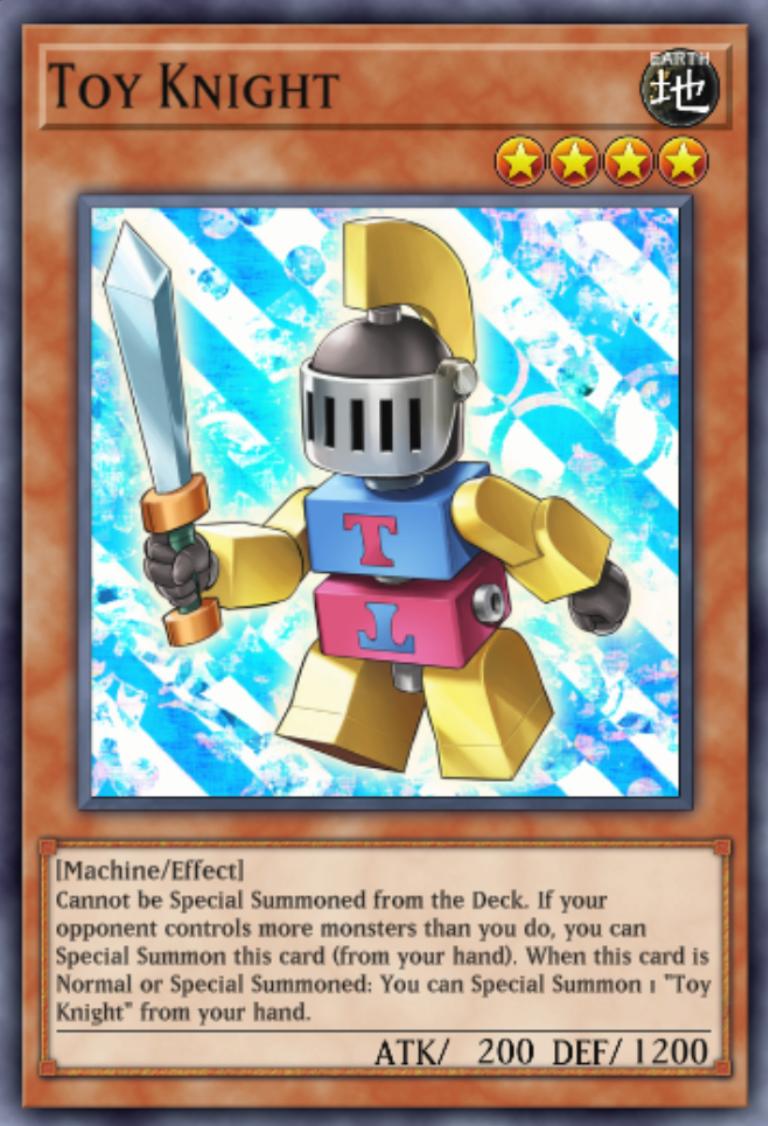 Toy Knight
EARTH
地
T
T
[Machine/Effect]
Cannot be Special Summoned from the Deck. If your
opponent controls more monsters than you do, you can
Special Summon this card (from your hand). When this card is
Normal or Special Summoned: You can Special Summon 1 "Toy
Knight" from your hand.
ATK/ 200 DEF/ 1200